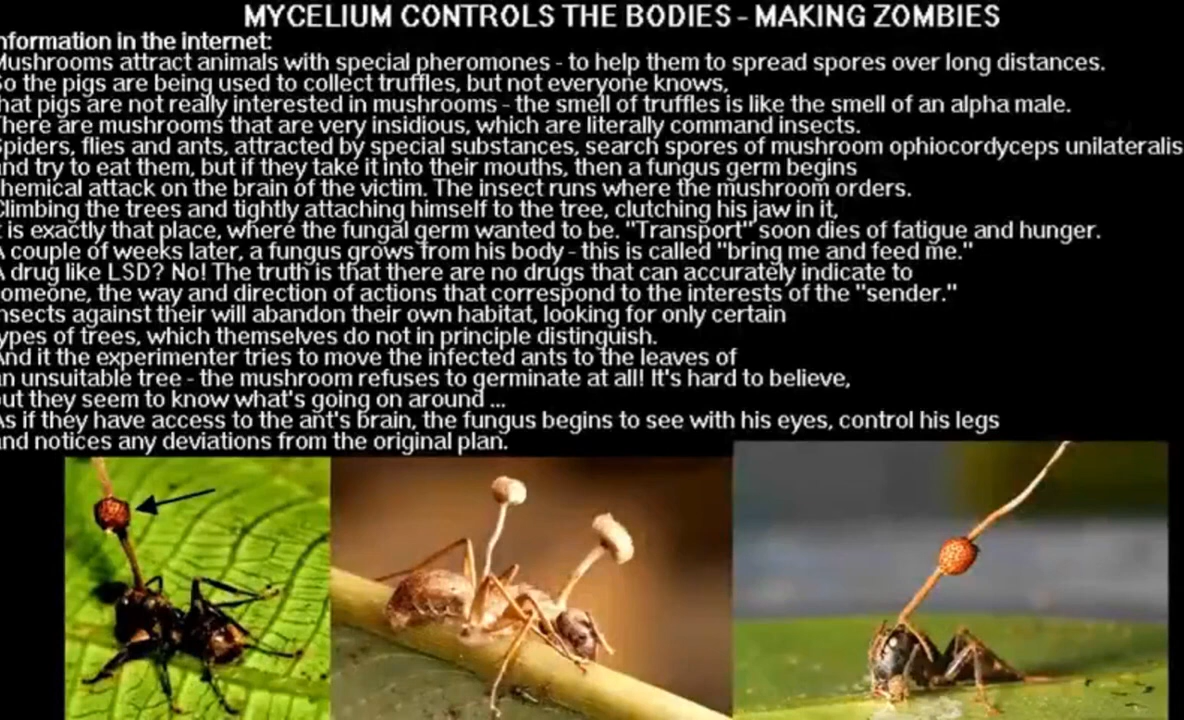 MYCELIUM CONTROLS THE BODIES - MAKING ZOMBIES
nformation in the internet:
Mushrooms attract animals with special pheromones - to help them to spread spores over long distances.
So the pigs are being used to collect truffles, but not everyone knows,
hat pigs are not really interested in mushrooms - the smell of truffles is like the smell of an alpha male.
here are mushrooms that are very insidious, which are literally command insects.
piders, flies and ants, attracted by special substances, search spores of mushroom ophiocordyceps unilateralis
nd try to eat them, but if they take it into their mouths, then a fungus germ begins
hemical attack on the brain of the victim. The insect runs where the mushroom orders.
Climbing the trees and tightly attaching himself to the tree, clutching his jaw in it,
t is exactly that place, where the fungal germ wanted to be. "Transport" soon dies of fatigue and hunger.
A couple of weeks later, a fungus grows from his body - this is called "bring me and feed me."
A drug like LSD? No! The truth is that there are no drugs that can accurately indicate to
omeone, the way and direction of actions that correspond to the interests of the "sender."
nsects against their will abandon their own habitat, looking for only certain
ypes of trees, which themselves do not in principle distinguish.
And it the experimenter tries to move the infected ants to the leaves of
n unsuitable tree - the mushroom refuses to germinate at all! It's hard to believe,
ut they seem to know what's going on around ...
As if they have access to the ant's brain, the fungus begins to see with his eyes, control his legs
nd notices any deviations from the original plan.